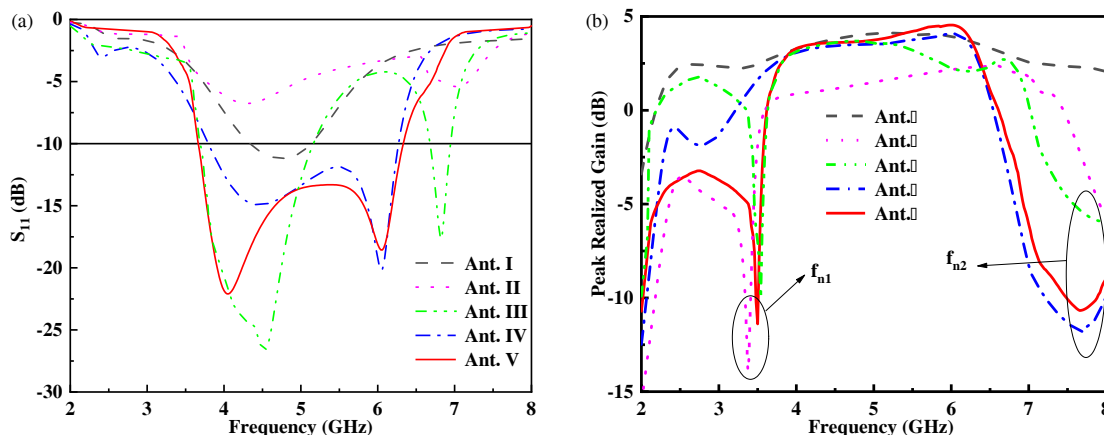 (a)
0
-5
-10
-15
-20
-25
-30
S11 (dB)
Ant. I
Ant. II
Ant. III
Ant. IV
Ant. V
2 3 4 5 6 7 8
Frequency (GHz)
(b)
5
0
-5
-10
-15
Peak Realized Gain (dB)
Ant.▯
Ant.▯
Ant.▯
Ant.▯
Ant.▯
fn1
fn2
2 3 4 5 6 7 8
Frequency (GHz)